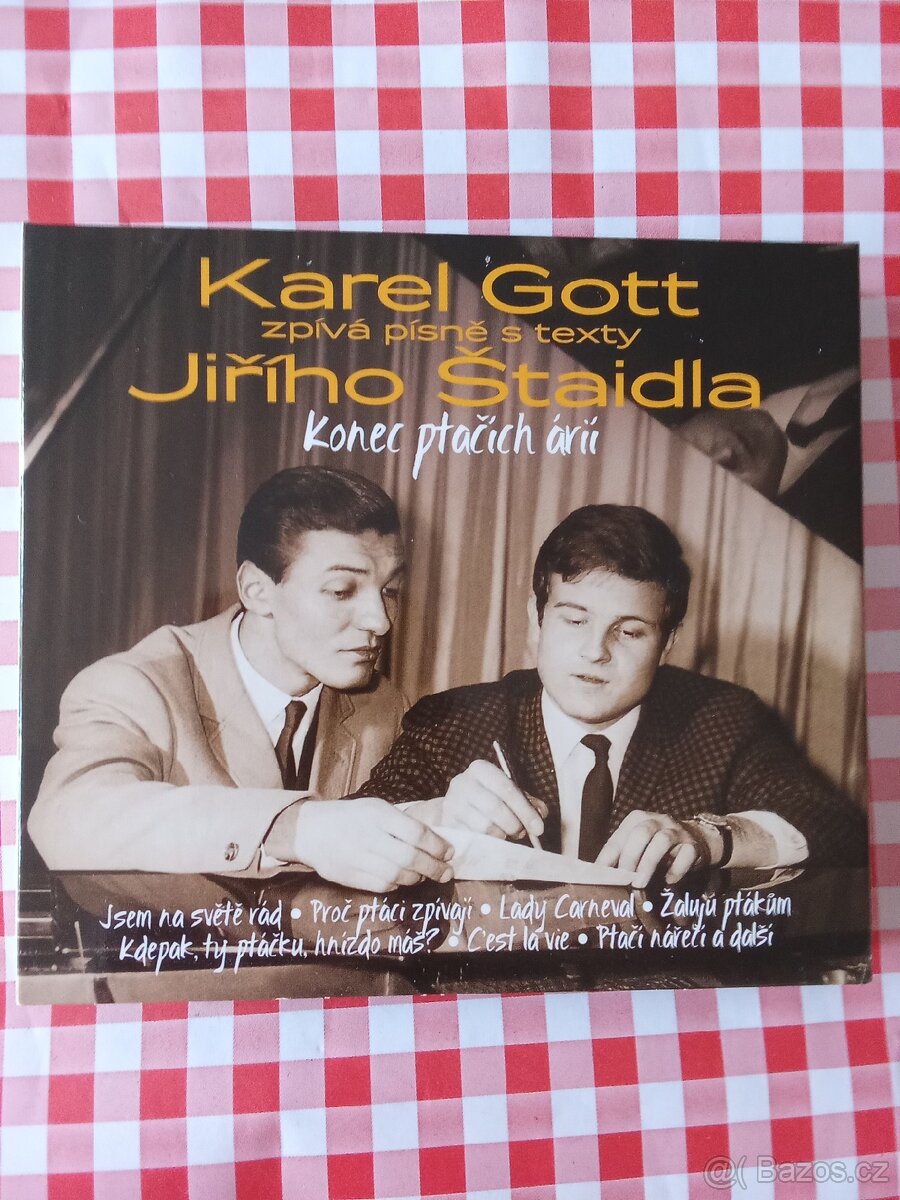 Karel Gott
zpívá písně s texty
Jiřího Štaidla
Konec ptačích árií
Jsem na světě rád • Proč ptáci zpívají • Lady Carneval • Žaluji ptákům
Kdepak, ty ptáčku, hnízdo máš? • C'est la vie • Ptačí nářečí a další
@( Bazos.cz